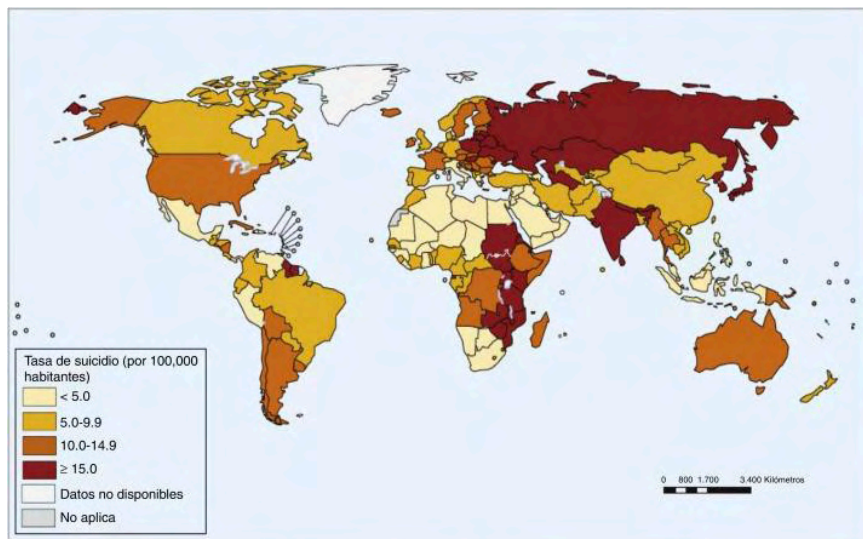 Tasa de suicidio (por 100,000
habitantes)
< 5.0
5.0-9.9
10.0-14.9
≥ 15.0
Datos no disponibles
No aplica
0 800 1.700 3.400 Kilómetros